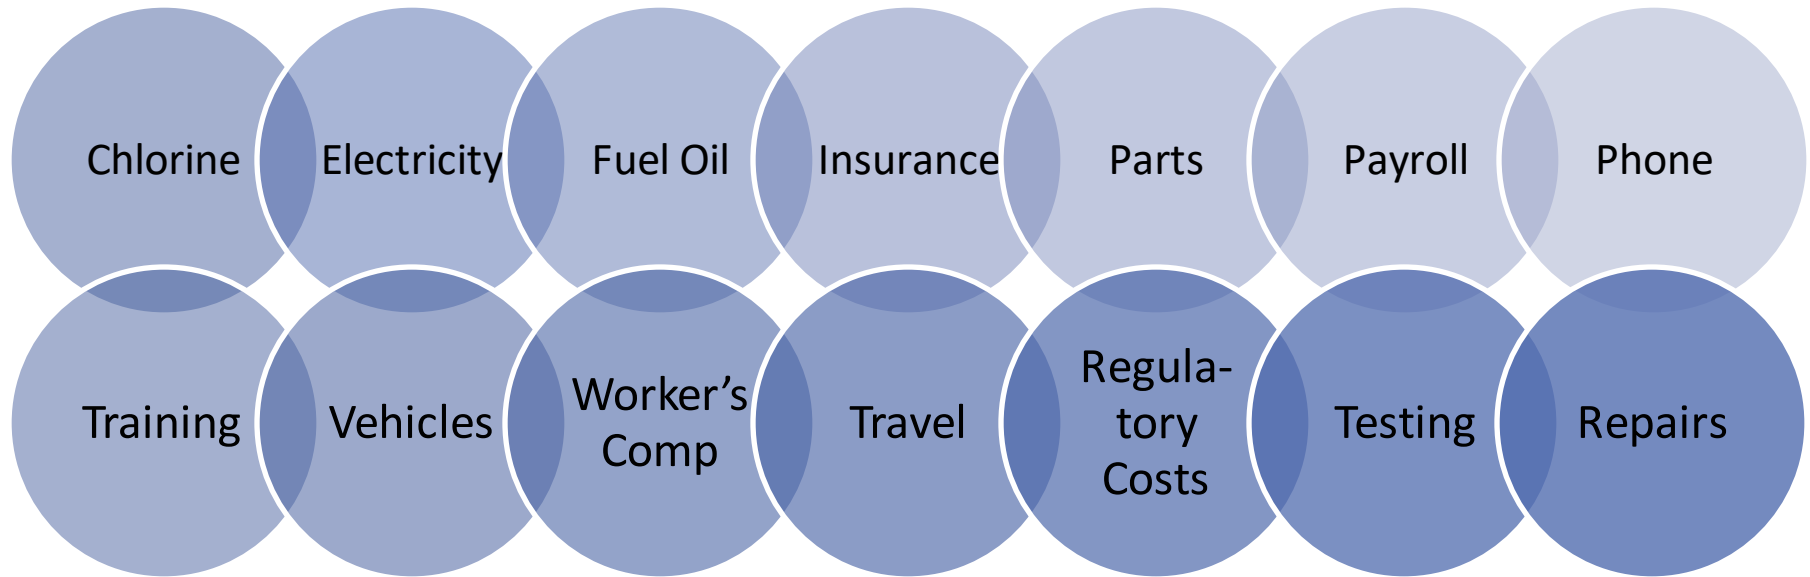 Chlorine
Electricity
Fuel Oil
Insurance
Parts
Payroll
Phone
Training
Vehicles
Worker’s
Comp
Travel
Regula-
tory
Costs
Testing
Repairs